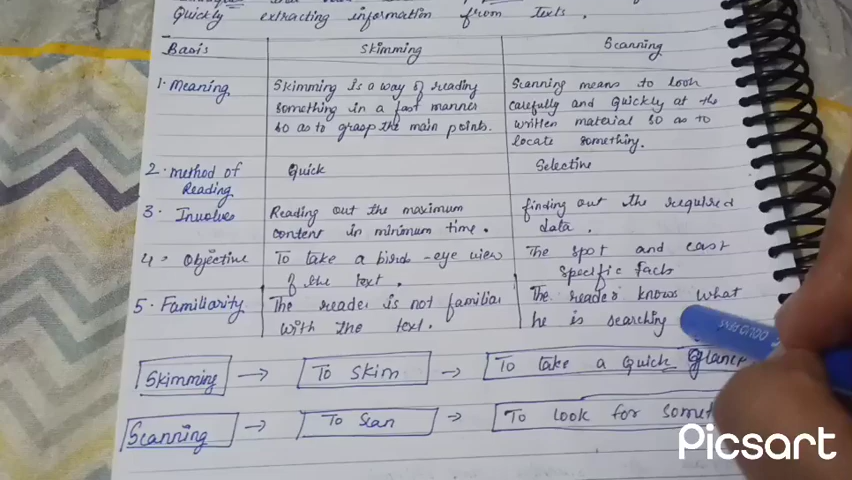 Quickly extracting information from texts.
Basis Skimming Scanning
1. Meaning
Skimming is a way of reading
something in a fast manner
so as to grasp the main points.
Scanning means to look
carefully and quickly at the
written material so as to
locate something.
2. method of
Reading
Quick
Selective
3. Involves
Reading out the maximum
content in minimum time.
finding out the required
data.
4. Objective
To take a bird-eye view
of the text.
The spot and cast
specific facts
5. Familiarity
The reader is not familiar
with the text.
The reader knows what
he is searching
Skimming → To skim → To take a Quick Glance
Scanning → To scan → To look for
Picsart